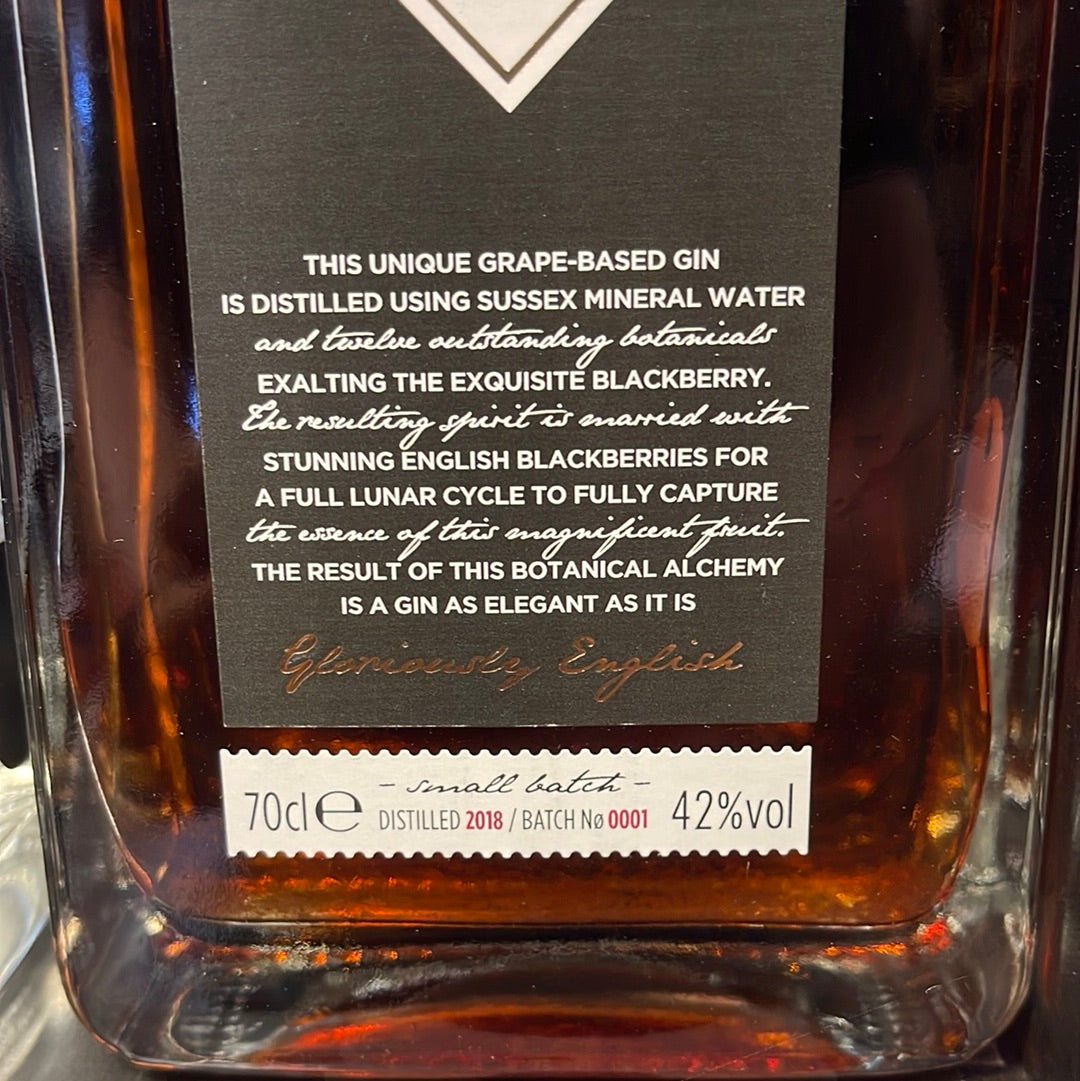 THIS UNIQUE GRAPE-BASED GIN
IS DISTILLED USING SUSSEX MINERAL WATER
and twelve outstanding botanicals
EXALTING THE EXQUISITE BLACKBERRY.
The resulting spirit is married with
STUNNING ENGLISH BLACKBERRIES FOR
A FULL LUNAR CYCLE TO FULLY CAPTURE
the essence of this magnificent fruit.
THE RESULT OF THIS BOTANICAL ALCHEMY
IS A GIN AS ELEGANT AS IT IS
Gloriously English
- small batch -
70cl ℮ DISTILLED 2018 / BATCH Nø 0001 42%vol